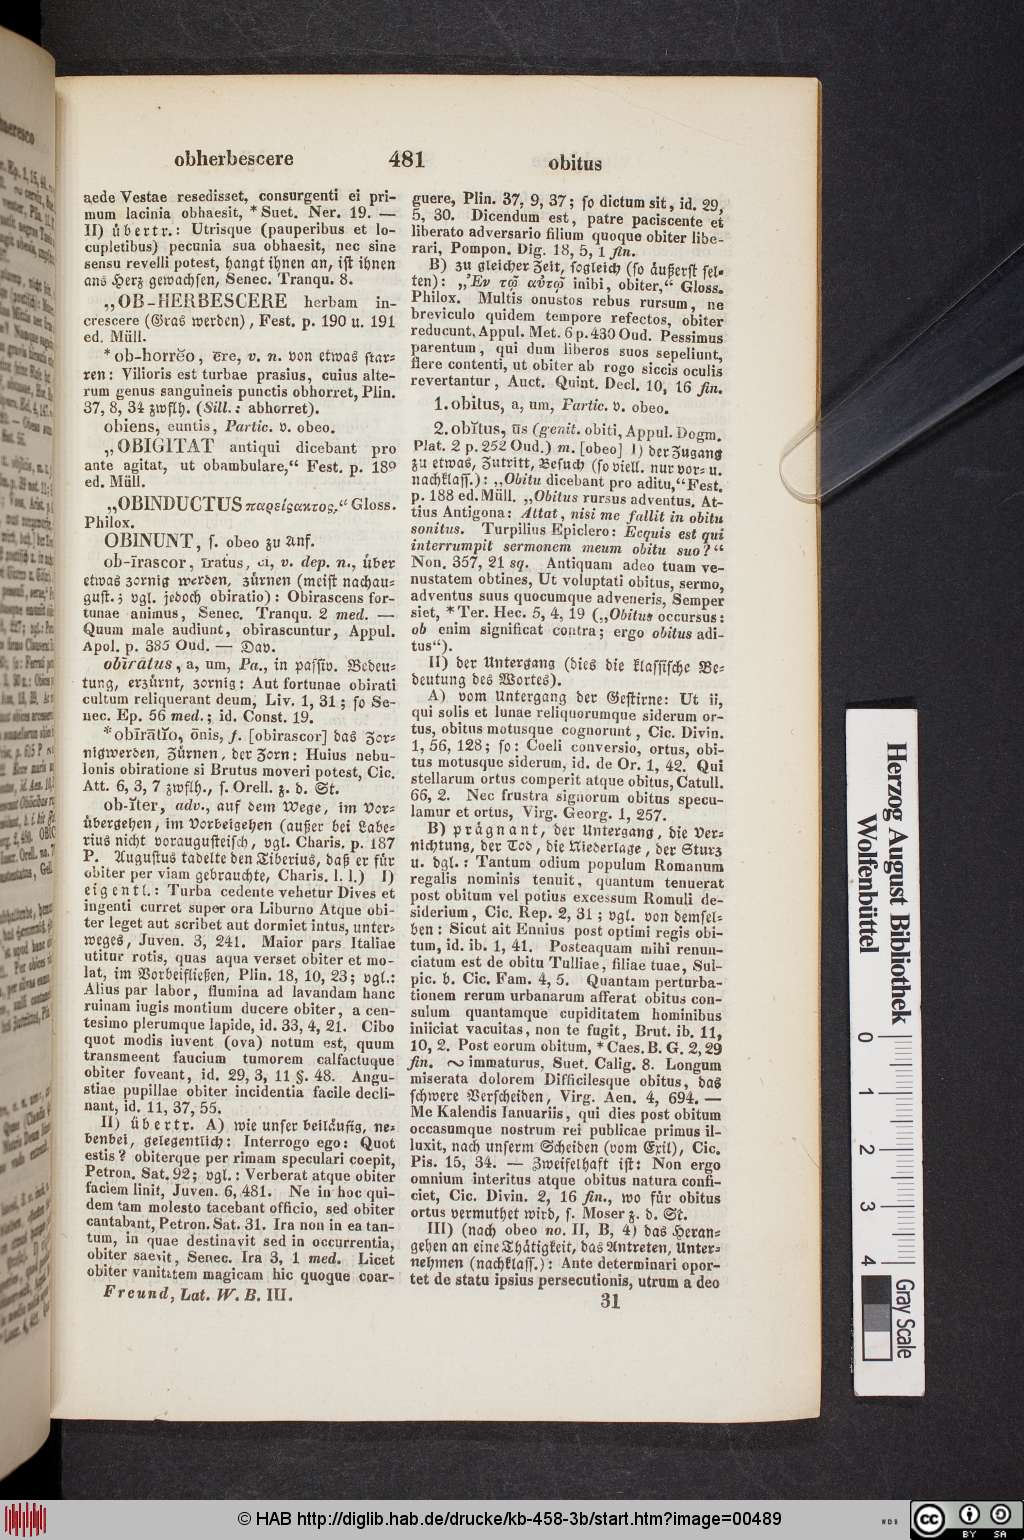 obherbescere 481 obitus
aede Vestae resedisset, consurgenti ei pri-
mum lacinia obhaesit, * Suet. Ner. 19. —
II) übertr.: Utrisque (pauperibus et lo-
cupletibus) pecunia sua obhaesit, nec sine
sensu revelli potest, hangt ihnen an, ist ihnen
ans Herz gewachsen, Senec. Tranqu. 8.
„OB-HERBESCERE herbam in-
crescere (Gras werden), Fest. p. 190 u. 191
ed. Müll.
* ob-horrĕo, ēre, v. n. von etwas star-
ren: Vilioris est turbae prasius, cuius alte-
rum genus sanguineis punctis obhorret, Plin.
37, 8, 34 zwslh. (Sill.: abhorret).
obiens, euntis, Partic. v. obeo.
„OBIGITAT antiqui dicebant pro
ante agitat, ut obambulare,“ Fest. p. 189
ed. Müll.
„OBINDUCTUS παρείςακτος,“ Gloss.
Philox.
OBINUNT, s. obeo zu Anf.
ob-īrascor, īratus, ci, v. dep. n., über
etwas zornig werden, zürnen (meist nachau-
gust.; vgl. jedoch obiratio): Obirascens for-
tunae animus, Senec. Tranqu. 2 med. —
Quum male audiunt, obirascuntur, Appul.
Apol. p. 385 Oud. — Dav.
obīrātus, a, um, Pa., in passiv. Bedeu-
tung, erzürnt, zornig: Aut fortunae obirati
cultum reliquerant deum, Liv. 1, 31; so Se-
nec. Ep. 56 med.; id. Const. 19.
* obīrātĭo, ōnis, f. [obirascor] das Zor-
nigwerden, Zürnen, der Zorn: Huius nebu-
lonis obiratione si Brutus moveri potest, Cic.
Att. 6, 3, 7 zwslh., s. Orell. z. d. St.
ob-ĭter, adv., auf dem Wege, im Vor-
übergehen, im Vorbeigehen (außer bei Labe-
rius nicht voraugusteisch, vgl. Charis. p. 187
P. Augustus tadelte den Tiberius, daß er für
obiter per viam gebrauchte, Charis. l. l.) I)
eigentl.: Turba cedente vehetur Dives et
ingenti curret super ora Liburno Atque obi-
ter leget aut scribet aut dormiet intus, unter-
weges, Juven. 3, 241. Maior pars Italiae
utitur rotis, quas aqua verset obiter et mo-
lat, im Vorbeifließen, Plin. 18, 10, 23; vgl.:
Alius par labor, flumina ad lavandam hanc
ruinam iugis montium ducere obiter, a cen-
tesimo plerumque lapide, id. 33, 4, 21. Cibo
quot modis iuvent (ova) notum est, quum
transmeent faucium tumorem calfactuque
obiter foveant, id. 29, 3, 11 §. 48. Angu-
stiae pupillae obiter incidentia facile decli-
nant, id. 11, 37, 55.
II) übertr. A) wie unser beiläufig, ne-
benbei, gelegentlich: Interrogo ego: Quot
estis? obiterque per rimam speculari coepit,
Petron. Sat. 92; vgl.: Verberat atque obiter
faciem linit, Juven. 6, 481. Ne in hoc qui-
dem tam molesto tacebant officio, sed obiter
cantabant, Petron. Sat. 31. Ira non in ea tan-
tum, in quae destinavit sed in occurrentia,
obiter saevit, Senec. Ira 3, 1 med. Licet
obiter vanitatem magicam hic quoque coar-
Freund, Lat. W. B. III.
guere, Plin. 37, 9, 37; so dictum sit, id. 29,
5, 30. Dicendum est, patre paciscente et
liberato adversario filium quoque obiter libe-
rari, Pompon. Dig. 18, 5, 1 fin.
B) zu gleicher Zeit, sogleich (so äußerst sel-
ten): „Ἐν τῷ αὐτῷ inibi, obiter,“ Gloss.
Philox. Multis onustos rebus rursum, ne
breviculo quidem tempore refectos, obiter
reducunt, Appul. Met. 6 p. 430 Oud. Pessimus
parentum, qui dum liberos suos sepeliunt,
flere contenti, ut obiter ab rogo siccis oculis
revertantur, Auct. Quint. Decl. 10, 16 fin.
1. obitus, a, um, Partic. v. obeo.
2. obĭtus, ūs (genit. obiti, Appul. Dogm.
Plat. 2 p. 252 Oud.) m. [obeo] I) der Zugang
zu etwas, Zutritt, Besuch (so viell. nur vor- u.
nachklass.): „Obitu dicebant pro aditu,“ Fest.
p. 188 ed. Müll. „Obitus rursus adventus. At-
tius Antigona: Attat, nisi me fallit in obitu
sonitus. Turpilius Epiclero: Ecquis est qui
interrumpit sermonem meum obitu suo?“
Non. 357, 21 sq. Antiquam adeo tuam ve-
nustatem obtines, Ut voluptati obitus, sermo,
adventus suus quocumque adveneris, Semper
siet, * Ter. Hec. 5, 4, 19 („Obitus occursus:
ob enim significat contra; ergo obitus adi-
tus“).
II) der Untergang (dies die klassische Be-
deutung des Wortes).
A) vom Untergang der Gestirne: Ut ii,
qui solis et lunae reliquorumque siderum or-
tus, obitus motusque cognorunt, Cic. Divin.
1, 56, 128; so: Coeli conversio, ortus, obi-
tus motusque siderum, id. de Or. 1, 42. Qui
stellarum ortus comperit atque obitus, Catull.
66, 2. Nec frustra signorum obitus specu-
lamur et ortus, Virg. Georg. 1, 257.
B) prägnant, der Untergang, die Ver-
nichtung, der Tod, die Niederlage, der Sturz
u. dgl.: Tantum odium populum Romanum
regalis nominis tenuit, quantum tenuerat
post obitum vel potius excessum Romuli de-
siderium, Cic. Rep. 2, 31; vgl. von demsel-
ben: Sicut ait Ennius post optimi regis obi-
tum, id. ib. 1, 41. Posteaquam mihi renun-
ciatum est de obitu Tulliae, filiae tuae, Sul-
pic. b. Cic. Fam. 4, 5. Quantam perturba-
tionem rerum urbanarum afferat obitus con-
sulum quantamque cupiditatem hominibus
iniiciat vacuitas, non te fugit, Brut. ib. 11,
10, 2. Post eorum obitum, * Caes. B. G. 2, 29
fin. ∾ immaturus, Suet. Calig. 8. Longum
miserata dolorem Difficilesque obitus, das
schwere Verscheiden, Virg. Aen. 4, 694. —
Me Kalendis Ianuariis, qui dies post obitum
occasumque nostrum rei publicae primus il-
luxit, nach unserm Scheiden (vom Exil), Cic.
Pis. 15, 34. — Zweifelhaft ist: Non ergo
omnium interitus atque obitus natura confi-
ciet, Cic. Divin. 2, 16 fin., wo für obitus
ortus vermuthet wird, s. Moser z. d. St.
III) (nach obeo no. II, B, 4) das Heran-
gehen an eine Thätigkeit, das Antreten, Unter-
nehmen (nachklass.): Ante determinari opor-
tet de statu ipsius persecutionis, utrum a deo
31
Herzog August Bibliothek
Wolfenbüttel
0 1 2 3 4
Gray Scale
© HAB http://diglib.hab.de/drucke/kb-458-3b/start.htm?image=00489
WDB
cc BY SA